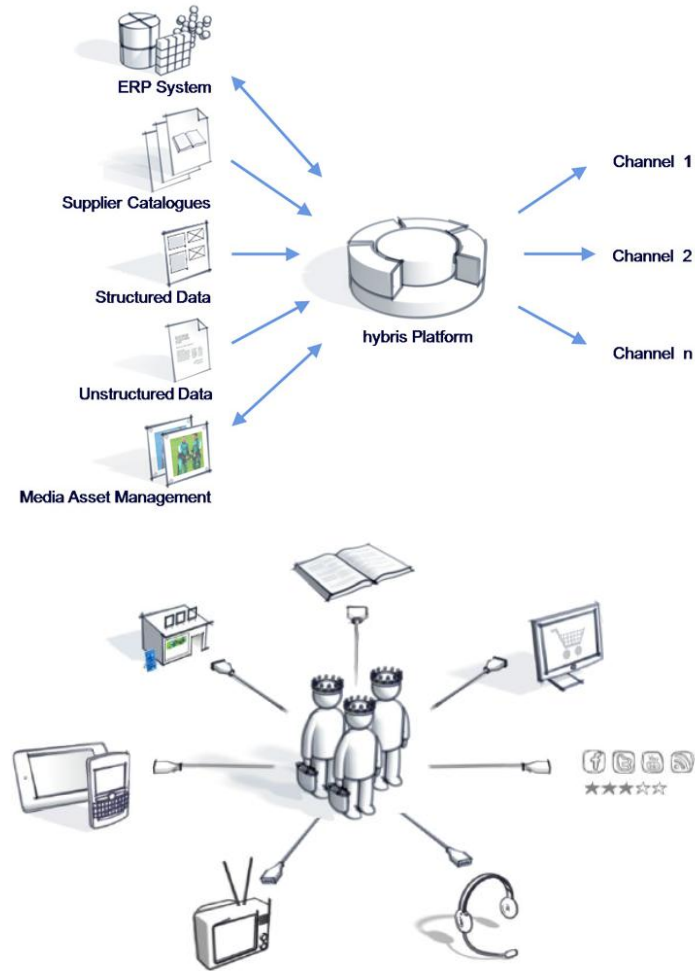 ERP System
Supplier Catalogues
Structured Data
Unstructured Data
Media Asset Management
hybris Platform
Channel 1
Channel 2
Channel n